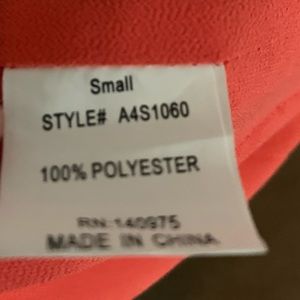 Small
STYLE# A4S1060
100% POLYESTER
RN:140975
MADE IN CHINA